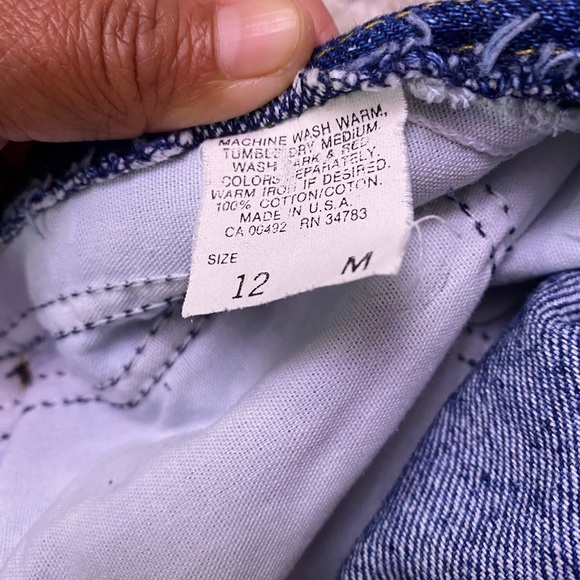 MACHINE WASH WARM,
TUMBLE DRY MEDIUM.
WASH DARK & RED
COLORS SEPARATELY.
WARM IRON IF DESIRED.
100% COTTON/COTON.
MADE IN U.S.A.
CA 00492 RN 34783
SIZE
12 M